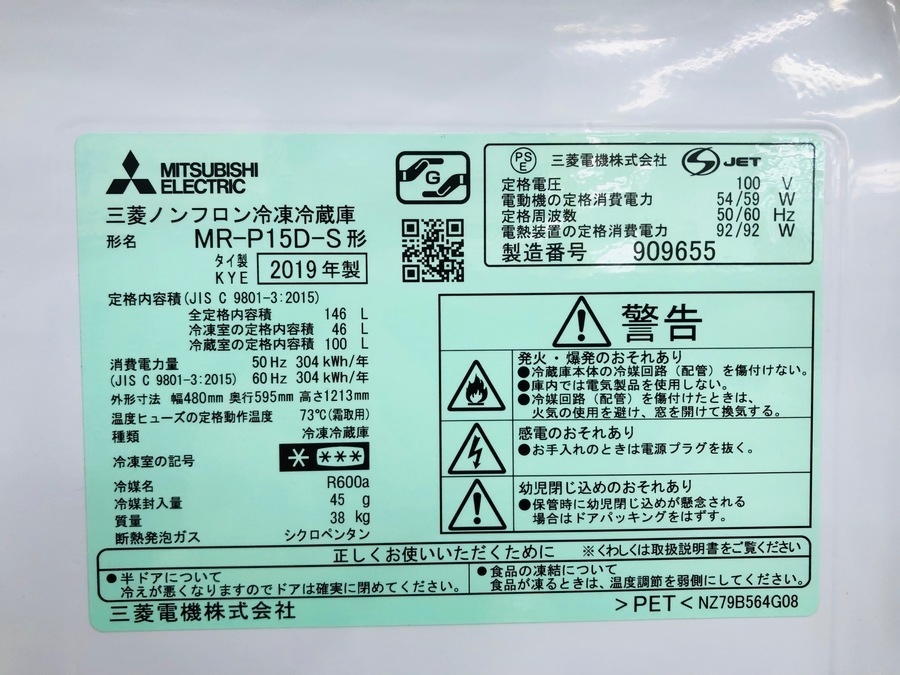 MITSUBISHI
ELECTRIC
三菱ノンフロン冷凍冷蔵庫
形名 MR-P15D-S形
タイ製
KYE 2019年製
定格内容積(JIS C 9801-3:2015)
全定格内容積 146 L
冷凍室の定格内容積 46 L
冷蔵室の定格内容積 100 L
消費電力量 50Hz 304kWh/年
(JIS C 9801-3:2015) 60Hz 304kWh/年
外形寸法 幅480mm 奥行595mm 高さ1213mm
温度ヒューズの定格動作温度 73℃(霜取用)
種類 冷凍冷蔵庫
冷凍室の記号
冷媒名 R600a
冷媒封入量 45 g
質量 38 kg
断熱発泡ガス シクロペンタン
G
PSE 三菱電機株式会社 JET
定格電圧 100 V
電動機の定格消費電力 54/59 W
定格周波数 50/60 Hz
電熱装置の定格消費電力 92/92 W
製造番号 909655
警告
発火・爆発のおそれあり
●冷蔵庫本体の冷媒回路(配管)を傷付けない。
●庫内では電気製品を使用しない。
●冷媒回路(配管)を傷付けたときは、
火気の使用を避け、窓を開けて換気する。
感電のおそれあり
●お手入れのときは電源プラグを抜く。
幼児閉じ込めのおそれあり
●保管時に幼児閉じ込めが懸念される
場合はドアパッキングをはずす。
正しくお使いいただくために ※くわしくは取扱説明書をご覧ください
●半ドアについて
冷えが悪くなりますのでドアは確実に閉めてください。
●食品の凍結について
食品が凍るときは、温度調節を弱側にしてください。
三菱電機株式会社
>PET< NZ79B564G08